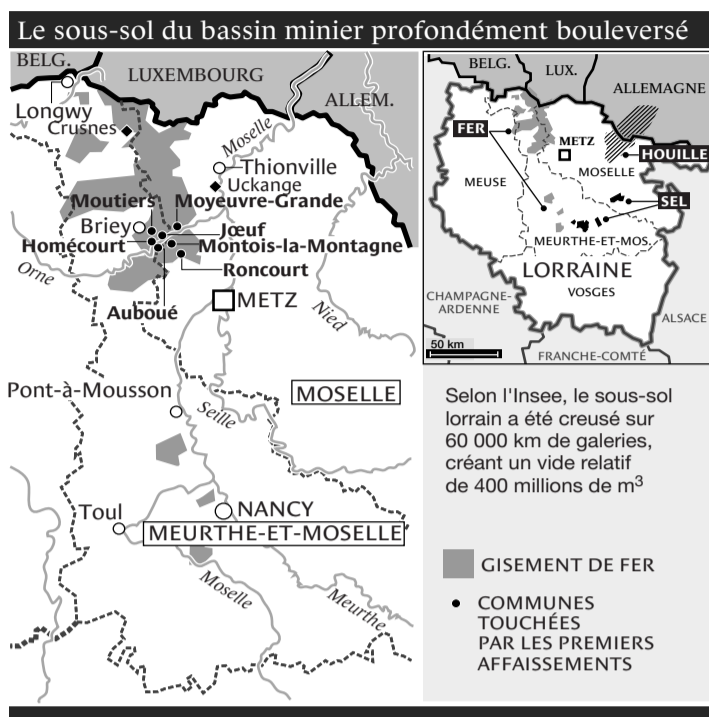 Le sous-sol du bassin minier profondément bouleversé
BELG.
LUXEMBOURG
ALLEM.
Longwy
Crusnes
Moselle
Thionville
Uckange
Moutiers
Moyeuvre-Grande
Briey
Jœuf
Homécourt
Montois-la-Montagne
Roncourt
Orne
Auboué
METZ
Nied
Pont-à-Mousson
MOSELLE
Seille
Toul
NANCY
MEURTHE-ET-MOSELLE
Moselle
Meurthe
BELG.
LUX.
ALLEMAGNE
FER
METZ
HOUILLE
MOSELLE
MEUSE
SEL
MEURTHE-ET-MOS.
LORRAINE
VOSGES
CHAMPAGNE-
ARDENNE
ALSACE
50 km
FRANCHE-COMTÉ
Selon l'Insee, le sous-sol
lorrain a été creusé sur
60 000 km de galeries,
créant un vide relatif
de 400 millions de m³
GISEMENT DE FER
COMMUNES
TOUCHÉES
PAR LES PREMIERS
AFFAISSEMENTS